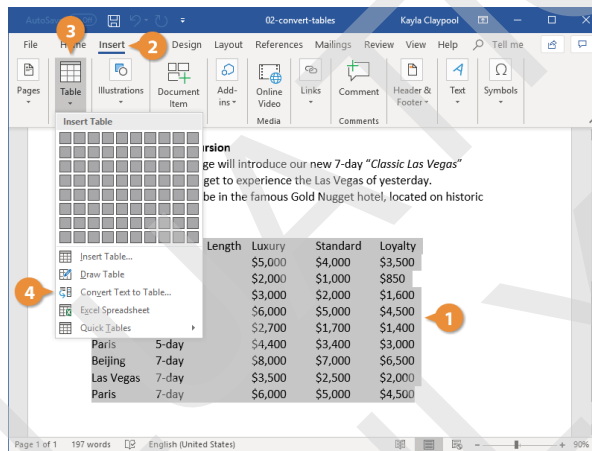 AutoSave Off 02-convert-tables Kayla Claypool
File Home Insert Design Layout References Mailings Review View Help Tell me
Pages Table Illustrations Document Item Add-ins Online Video Links Comment Header & Footer Text Symbols
Media Comments
Insert Table
rsion
ge will introduce our new 7-day “Classic Las Vegas”
get to experience the Las Vegas of yesterday.
be in the famous Gold Nugget hotel, located on historic
Length Luxury Standard Loyalty
$5,000 $4,000 $3,500
Insert Table...
$2,000 $1,000 $850
Draw Table
$3,000 $2,000 $1,600
Convert Text to Table...
$6,000 $5,000 $4,500
Excel Spreadsheet
$2,700 $1,700 $1,400
Quick Tables
Paris 5-day $4,400 $3,400 $3,000
Beijing 7-day $8,000 $7,000 $6,500
Las Vegas 7-day $3,500 $2,500 $2,000
Paris 7-day $6,000 $5,000 $4,500
1
2
3
4
Page 1 of 1 197 words English (United States) 90%